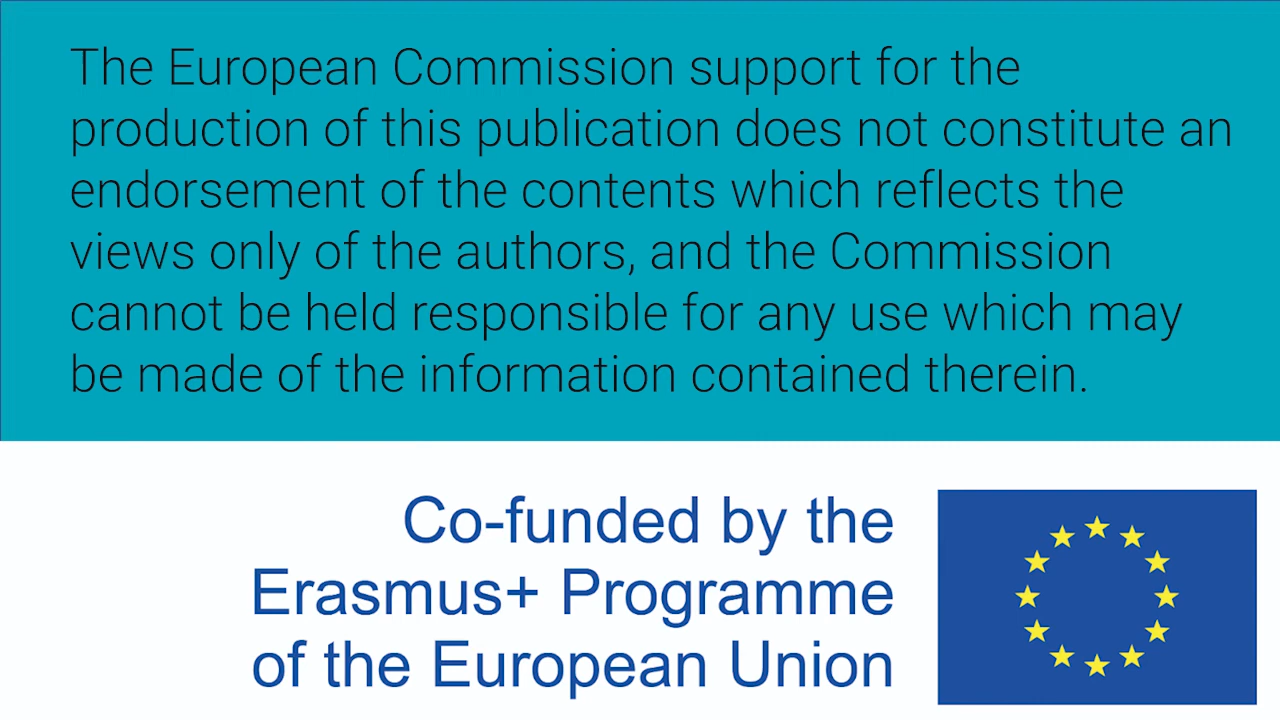 The European Commission support for the
production of this publication does not constitute an
endorsement of the contents which reflects the
views only of the authors, and the Commission
cannot be held responsible for any use which may
be made of the information contained therein.
Co-funded by the
Erasmus+ Programme
of the European Union